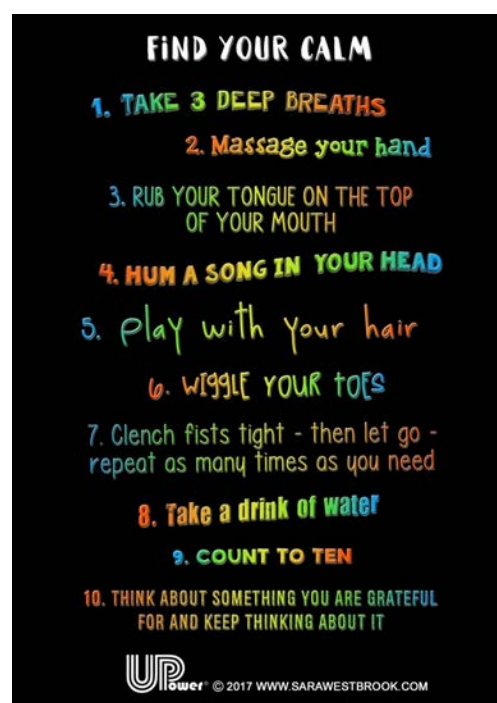 FiND YOUR CALM
1. TAKE 3 DEEP BREATHS
2. Massage your hand
3. RUB YOUR TONGUE ON THE TOP
OF YOUR MOUTH
4. HUM A SONG IN YOUR HEAD
5. Play with your hair
6. WIGGLE YOUR TOES
7. Clench fists tight - then let go -
repeat as many times as you need
8. Take a drink of water
9. COUNT TO TEN
10. THINK ABOUT SOMETHING YOU ARE GRATEFUL
FOR AND KEEP THINKING ABOUT IT
UPower® © 2017 WWW.SARAWESTBROOK.COM